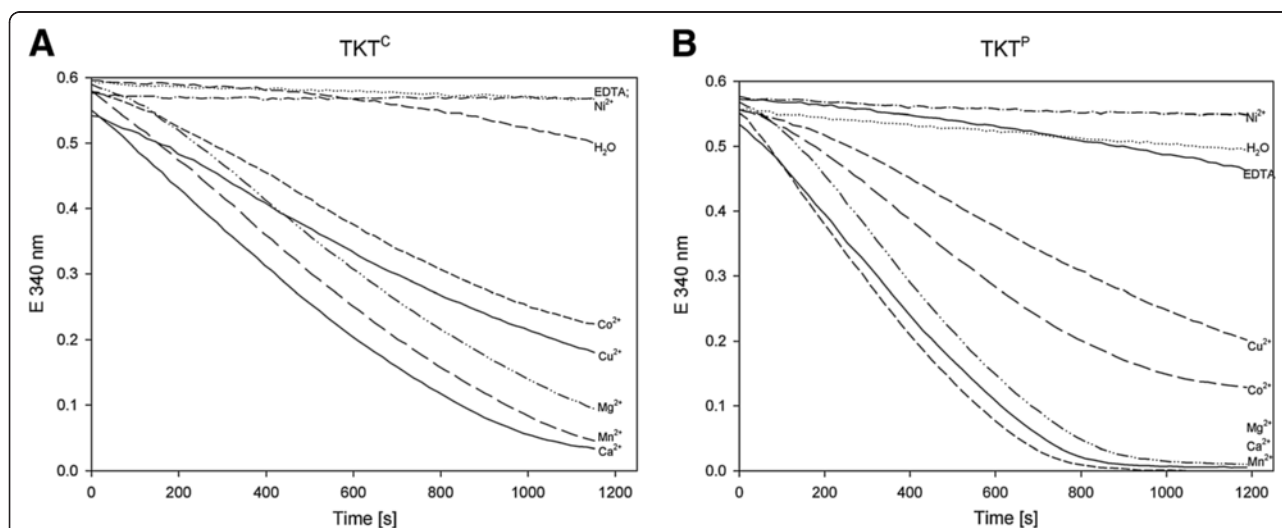 A
TKT^C
E 340 nm
0.6
0.5
0.4
0.3
0.2
0.1
0.0
EDTA;
Ni²⁺
H₂O
Co²⁺
Cu²⁺
Mg²⁺
Mn²⁺
Ca²⁺
0 200 400 600 800 1000 1200
Time [s]
B
TKT^P
E 340 nm
0.6
0.5
0.4
0.3
0.2
0.1
0.0
Ni²⁺
H₂O
EDTA
Cu²⁺
Co²⁺
Mg²⁺
Ca²⁺
Mn²⁺
0 200 400 600 800 1000 1200
Time [s]